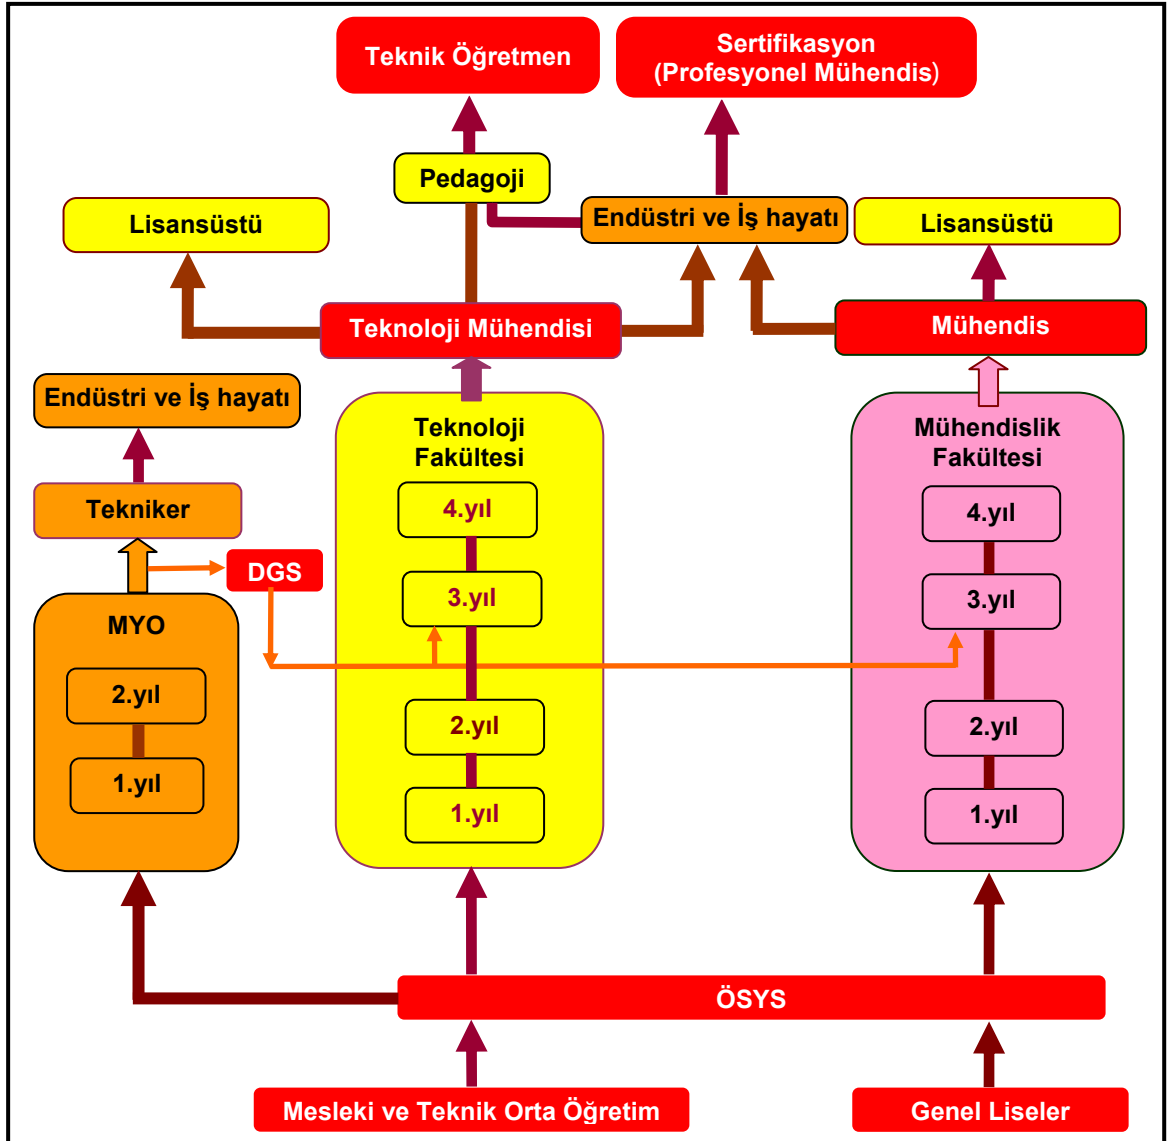 Teknik Öğretmen
Sertifikasyon
(Profesyonel Mühendis)
Pedagoji
Lisansüstü
Endüstri ve İş hayatı
Lisansüstü
Teknoloji Mühendisi
Mühendis
Endüstri ve İş hayatı
Teknoloji
Fakültesi
Mühendislik
Fakültesi
Tekniker
4.yıl
4.yıl
DGS
3.yıl
3.yıl
MYO
2.yıl
2.yıl
2.yıl
1.yıl
1.yıl
1.yıl
ÖSYS
Mesleki ve Teknik Orta Öğretim
Genel Liseler